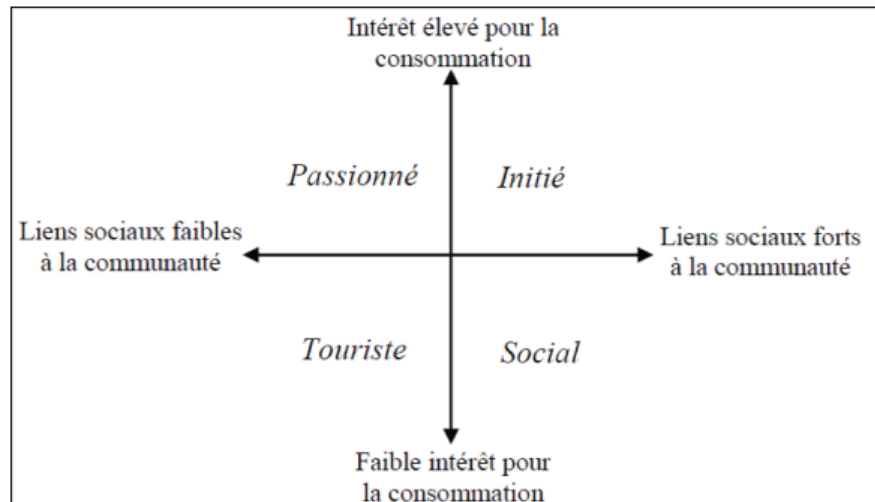 Intérêt élevé pour la
consommation
Passionné
Initié
Liens sociaux faibles
à la communauté
Liens sociaux forts
à la communauté
Touriste
Social
Faible intérêt pour
la consommation